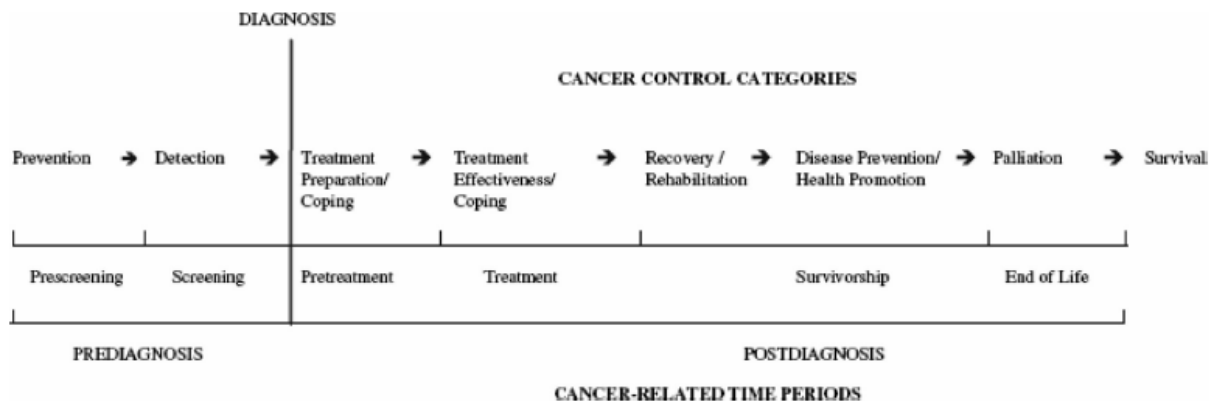 DIAGNOSIS
CANCER CONTROL CATEGORIES
Prevention → Detection → Treatment → Treatment → Recovery / → Disease Prevention/ → Palliation → Survival
Preparation/ Effectiveness/ Rehabilitation Health Promotion
Coping Coping
Prescreening Screening Pretreatment Treatment Survivorship End of Life
PREDIAGNOSIS POSTDIAGNOSIS
CANCER-RELATED TIME PERIODS